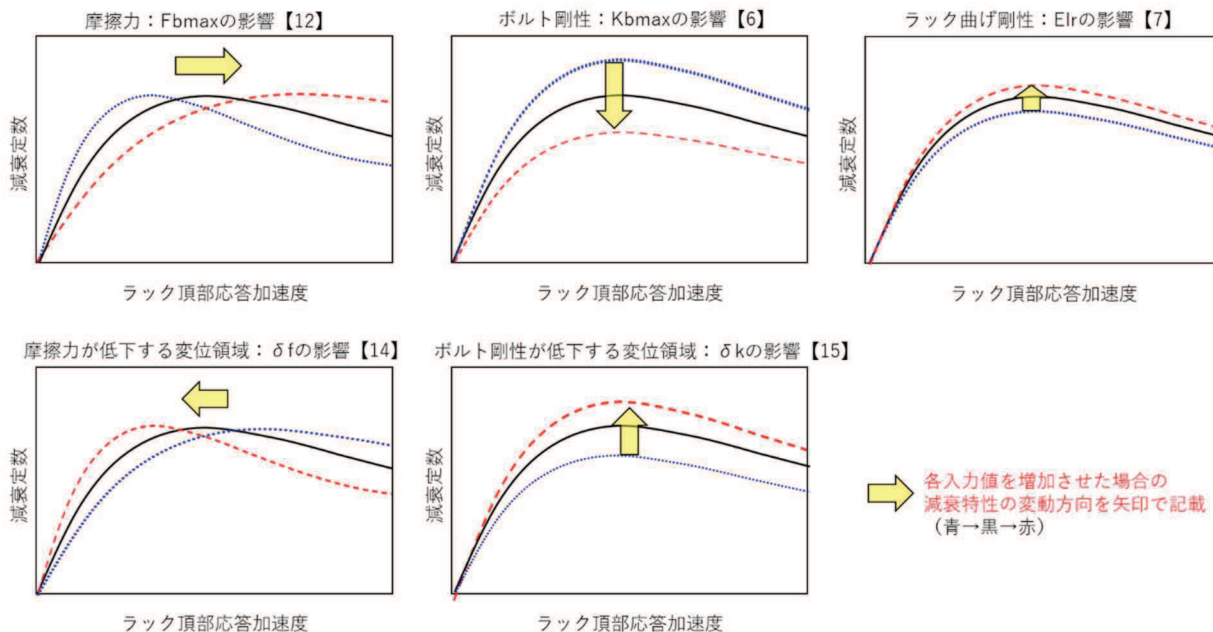 摩擦力：Fbmaxの影響【12】
減衰定数
ラック頂部応答加速度
ボルト剛性：Kbmaxの影響【6】
減衰定数
ラック頂部応答加速度
ラック曲げ剛性：EIrの影響【7】
減衰定数
ラック頂部応答加速度
摩擦力が低下する変位領域：δfの影響【14】
減衰定数
ラック頂部応答加速度
ボルト剛性が低下する変位領域：δkの影響【15】
減衰定数
ラック頂部応答加速度
各入力値を増加させた場合の
減衰特性の変動方向を矢印で記載
（青→黒→赤）